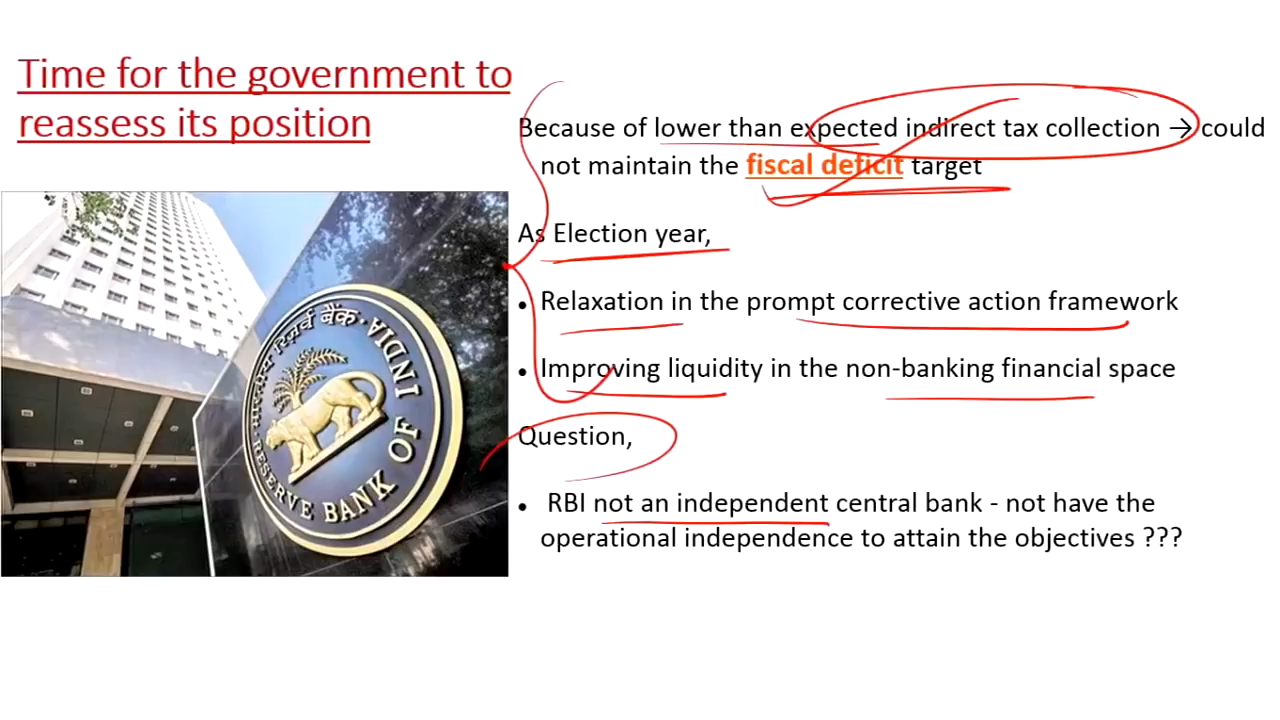 Time for the government to
reassess its position
Because of lower than expected indirect tax collection → could
not maintain the fiscal deficit target
As Election year,
• Relaxation in the prompt corrective action framework
• Improving liquidity in the non-banking financial space
Question,
• RBI not an independent central bank - not have the
operational independence to attain the objectives ???
भारतीय रिज़र्व बैंक
RESERVE BANK OF INDIA